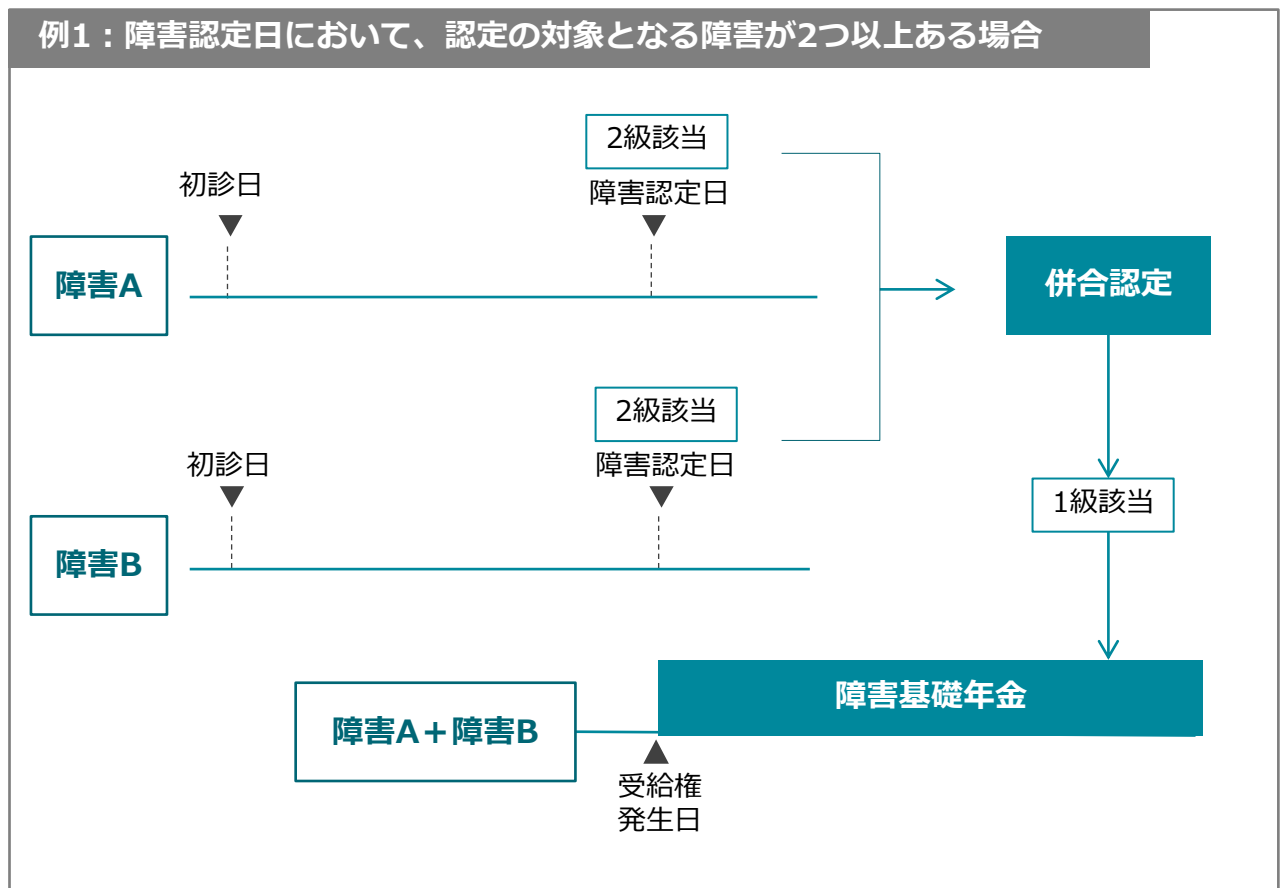 例1：障害認定日において、認定の対象となる障害が2つ以上ある場合
2級該当
初診日
障害認定日
障害A
併合認定
2級該当
初診日
障害認定日
1級該当
障害B
障害基礎年金
障害A＋障害B
受給権
発生日